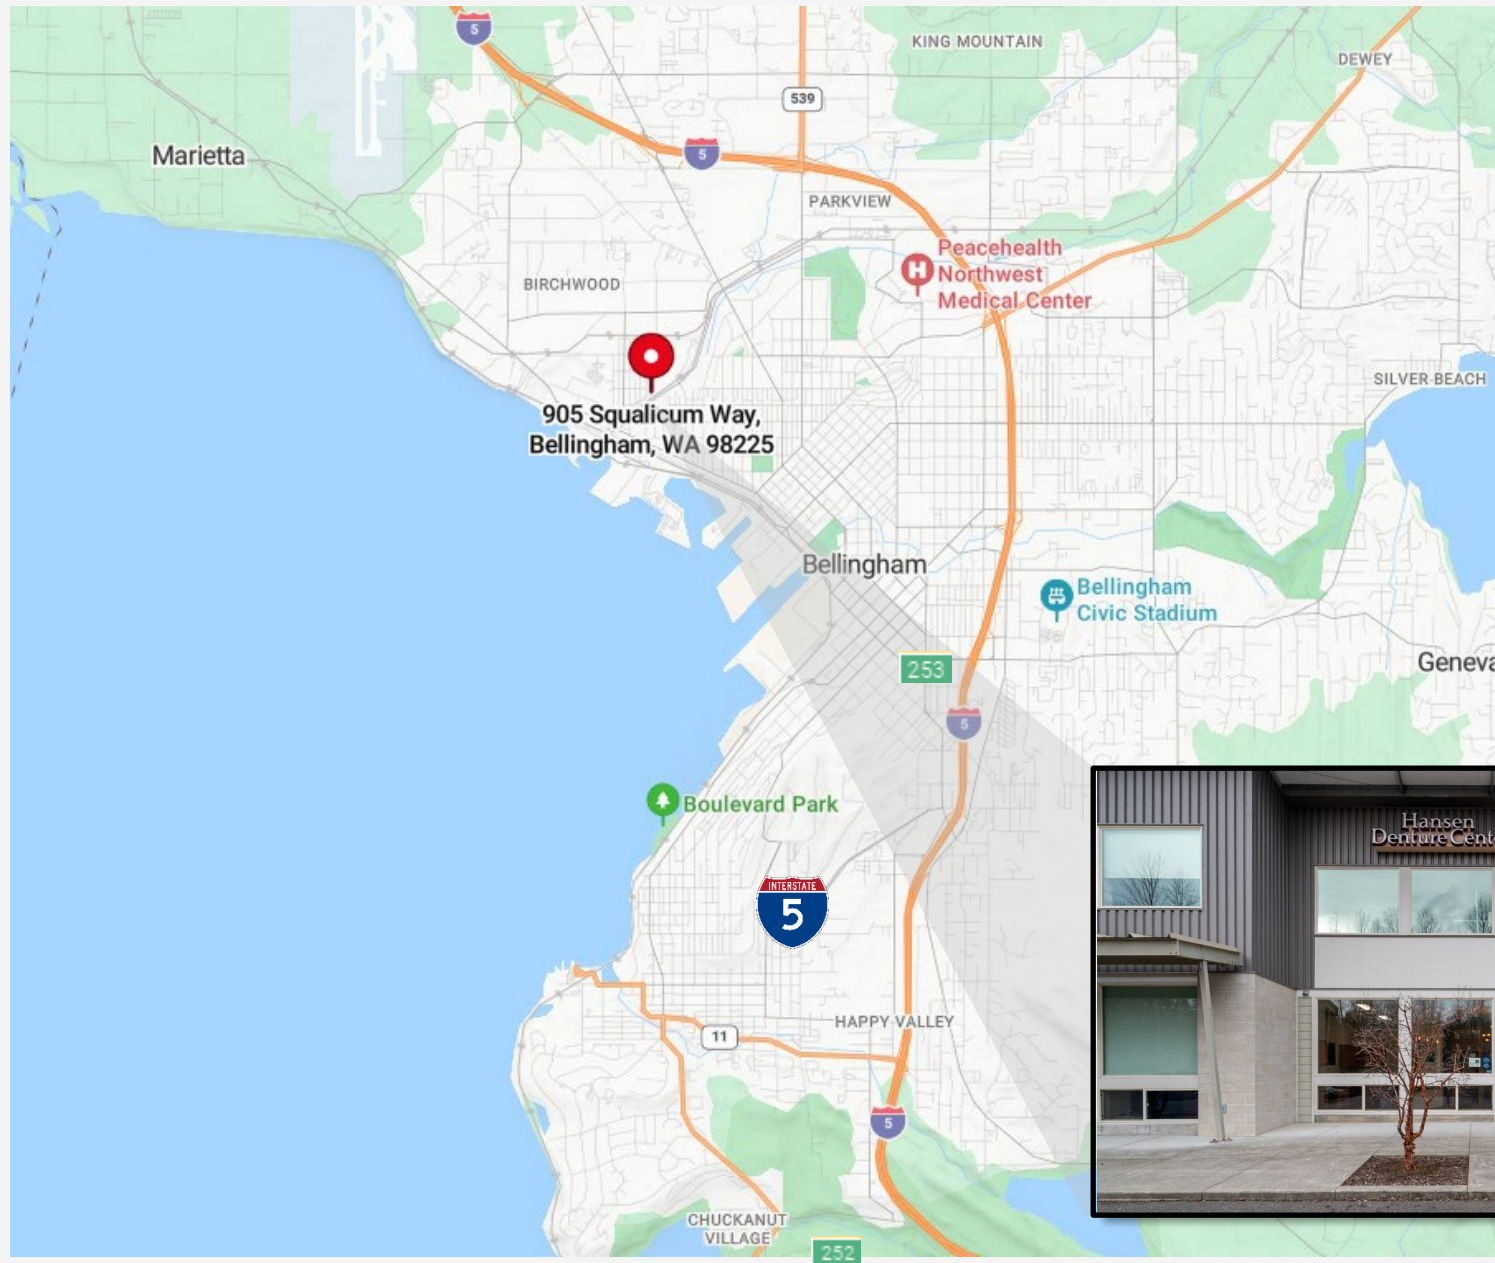 5
KING MOUNTAIN
DEWEY
539
Marietta
5
PARKVIEW
Peacehealth
Northwest
Medical Center
BIRCHWOOD
SILVER BEACH
905 Squalicum Way,
Bellingham, WA 98225
Bellingham
Bellingham
Civic Stadium
253
Geneva
5
Boulevard Park
Hansen
Denture Cent
INTERSTATE
5
HAPPY VALLEY
11
5
CHUCKANUT
VILLAGE
252